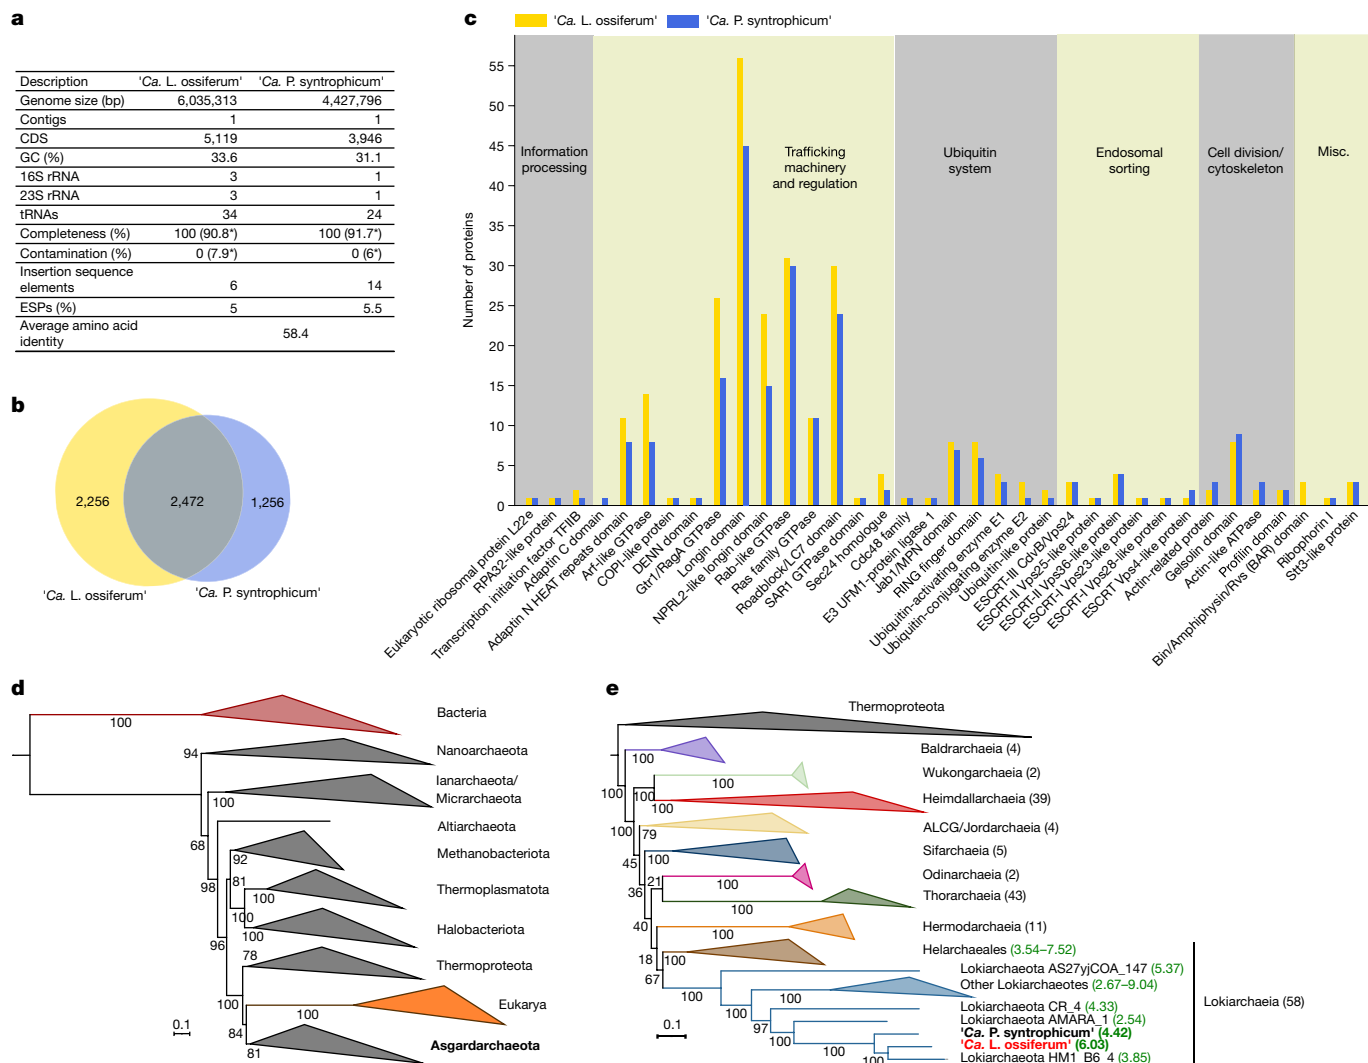 a
Description 'Ca. L. ossiferum' 'Ca. P. syntrophicum'
Genome size (bp) 6,035,313 4,427,796
Contigs 1 1
CDS 5,119 3,946
GC (%) 33.6 31.1
16S rRNA 3 1
23S rRNA 3 1
tRNAs 34 24
Completeness (%) 100 (90.8*) 100 (91.7*)
Contamination (%) 0 (7.9*) 0 (6*)
Insertion sequence
elements 6 14
ESPs (%) 5 5.5
Average amino acid
identity 58.4
b
2,256 2,472 1,256
'Ca. L. ossiferum' 'Ca. P. syntrophicum'
c
'Ca. L. ossiferum' 'Ca. P. syntrophicum'
Number of proteins
55
50
45
40
35
30
25
20
15
10
5
0
Information
processing
Trafficking
machinery
and regulation
Ubiquitin
system
Endosomal
sorting
Cell division/
cytoskeleton
Misc.
Eukaryotic ribosomal protein L22e
RPA32-like protein
Transcription initiation factor TFIIB
Adaptin C domain
Adaptin N HEAT repeats domain
Arf-like GTPase
COPI-like protein
DENN domain
Gtr1/RagA GTPase
Longin domain
NPRL2-like longin domain
Rab-like GTPase
Ras family GTPase
Roadblock/LC7 domain
SAR1 GTPase domain
Sec24 homologue
Cdc48 family
E3 UFM1-protein ligase 1
Jab1/MPN domain
RING finger domain
Ubiquitin-activating enzyme E1
Ubiquitin-conjugating enzyme E2
Ubiquitin-like protein
ESCRT-III CdvB/Vps24
ESCRT-II Vps25-like protein
ESCRT-II Vps36-like protein
ESCRT-I Vps23-like protein
ESCRT-I Vps28-like protein
ESCRT Vps4-like protein
Actin-related protein
Gelsolin domain
Actin-like ATPase
Profilin domain
Bin/Amphiphysin/Rvs (BAR) domain
Ribophorin 1
Stt3-like protein
d
100 Bacteria
94 Nanoarchaeota
100 Ianarchaeota/
Micrarchaeota
Altiarchaeota
68
92 Methanobacteriota
98 81
100 Thermoplasmatota
100
100 Halobacteriota
96
78 Thermoproteota
100
100 Eukarya
84
81 Asgardarchaeota
0.1
e
Thermoproteota
100 Baldrarchaeia (4)
100 Wukongarchaeia (2)
100 100
100 Heimdallarchaeia (39)
100 79 ALCG/Jordarchaeia (4)
45 100 Sifarchaeia (5)
36 21 100 Odinarchaeia (2)
100 Thorarchaeia (43)
40 100 Hermodarchaeia (11)
18 100 Helarchaeales (3.54–7.52)
67 Lokiarchaeota AS27yjCOA_147 (5.37)
100 100 Other Lokiarchaeotes (2.67–9.04)
100 Lokiarchaeota CR_4 (4.33)
97 Lokiarchaeota AMARA_1 (2.54)
100 'Ca. P. syntrophicum' (4.42)
100 'Ca. L. ossiferum' (6.03)
100 Lokiarchaeota HM1_B6_4 (3.85)
Lokiarchaeia (58)
0.1